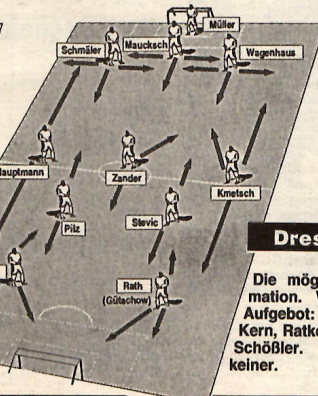 Müller
Schmäler
Maucksch
Wagenhaus
Hauptmann
Zander
Kmetsch
Pilz
Stevic
Rath
(Gütschow)
Dres
Die mög
mation.
Aufgebot:
Kern, Ratke
Schößler.
keiner.